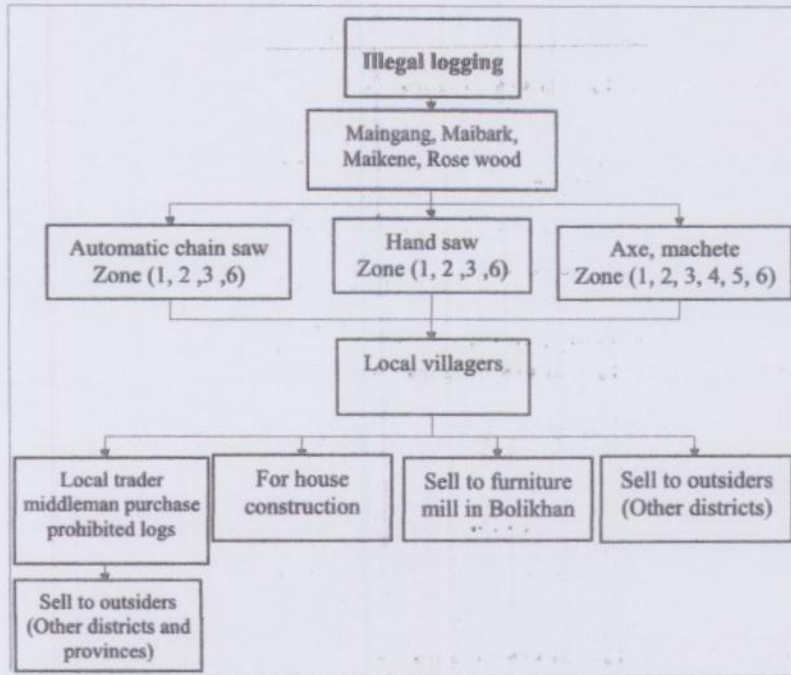 Illegal logging
Maingang, Maibark,
Maikene, Rose wood
Automatic chain saw
Zone (1, 2 ,3 ,6)
Hand saw
Zone (1, 2 ,3 ,6)
Axe, machete
Zone (1, 2, 3, 4, 5, 6)
Local villagers
Local trader
middleman purchase
prohibited logs
For house
construction
Sell to furniture
mill in Bolikhan
Sell to outsiders
(Other districts)
Sell to outsiders
(Other districts and
provinces)